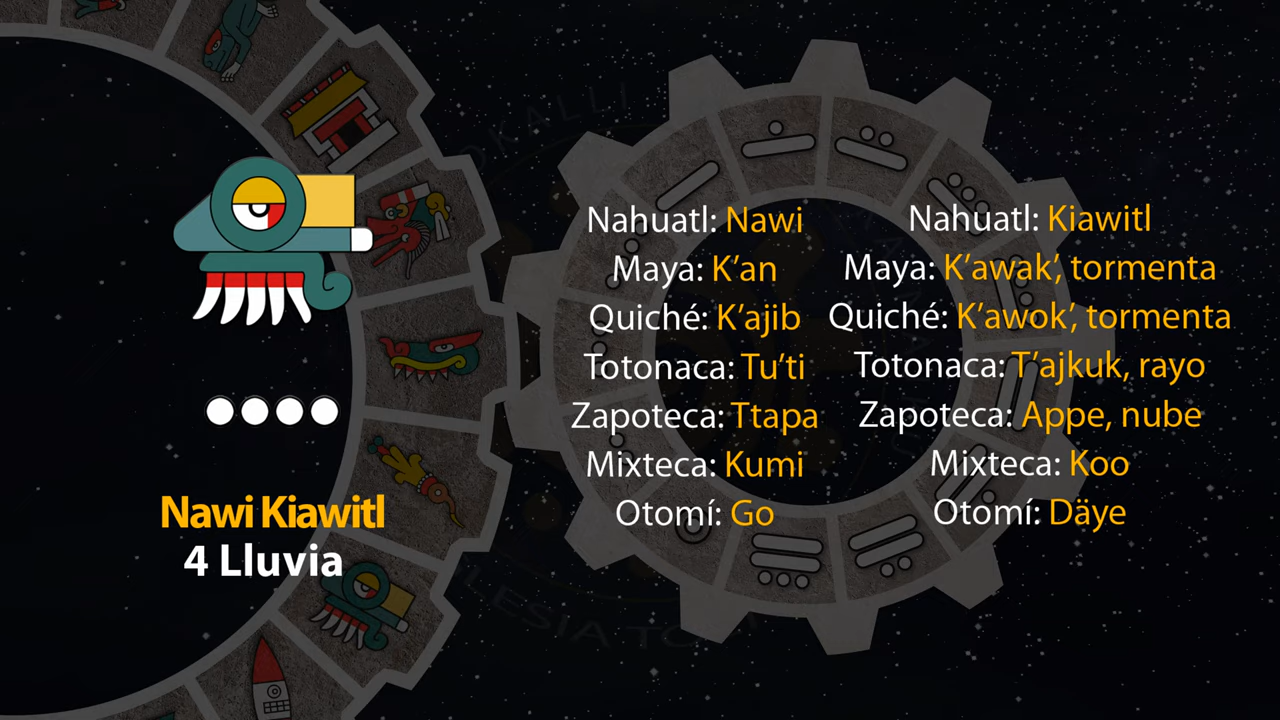 Nawi Kiawitl
4 Lluvia
Nahuatl: Nawi
Maya: K’an
Quiché: K’ajib
Totonaca: Tu’ti
Zapoteca: Ttapa
Mixteca: Kumi
Otomí: Go
Nahuatl: Kiawitl
Maya: K’awak’, tormenta
Quiché: K’awok’, tormenta
Totonaca: T’ajkuk, rayo
Zapoteca: Appe, nube
Mixteca: Koo
Otomí: Däye